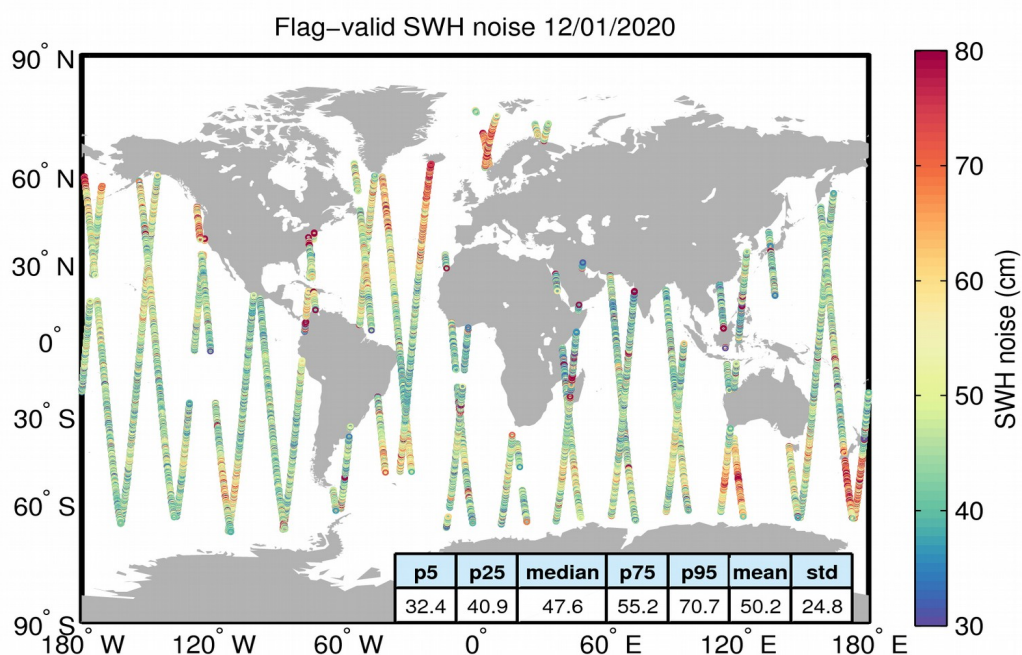 Flag−valid SWH noise 12/01/2020
90° N
60° N
30° N
0°
30° S
60° S
90° S
180° W
120° W
60° W
0°
60° E
120° E
180° E
80
70
60
50
40
30
SWH noise (cm)
p5 p25 median p75 p95 mean std
32.4 40.9 47.6 55.2 70.7 50.2 24.8